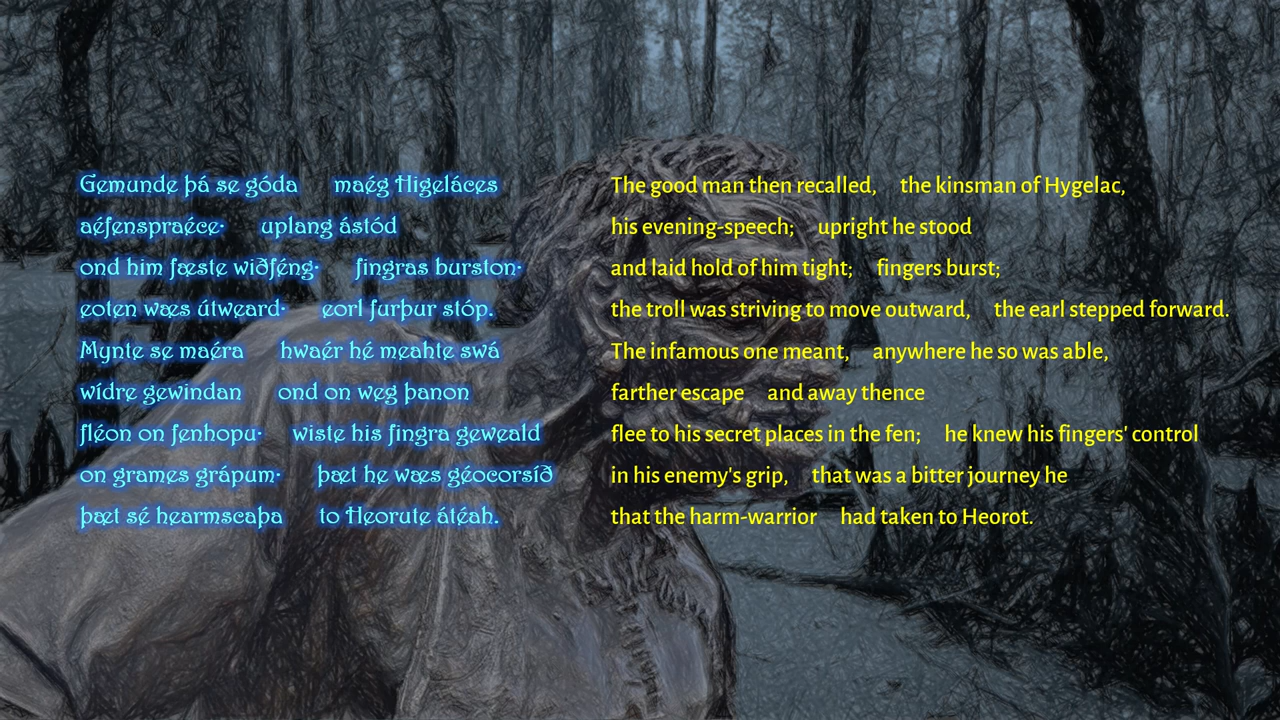 Gemunde þá se góda maég Higeláces
aéfenspraéce· uplang ástód
ond him fæste wiðféng· fingras burston·
eoten wæs útweard· eorl furþur stóp.
Mynte se maéra hwaér hé meahte swá
wídre gewindan ond on weg þanon
fléon on fenhopu· wiste his fingra geweald
on grames grápum· þæt he wæs géocorsíð
þæt sé hearmscaþa to Heorute átéah.
The good man then recalled, the kinsman of Hygelac,
his evening-speech; upright he stood
and laid hold of him tight; fingers burst;
the troll was striving to move outward, the earl stepped forward.
The infamous one meant, anywhere he so was able,
farther escape and away thence
flee to his secret places in the fen; he knew his fingers' control
in his enemy's grip, that was a bitter journey he
that the harm-warrior had taken to Heorot.